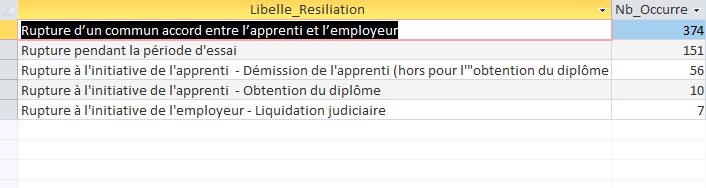 Libelle_Resiliation Nb_Occurre
Rupture d’un commun accord entre l’apprenti et l’employeur 374
Rupture pendant la période d'essai 151
Rupture à l'initiative de l'apprenti - Démission de l'apprenti (hors pour l'"obtention du diplôme 56
Rupture à l'initiative de l'apprenti - Obtention du diplôme 10
Rupture à l'initiative de l'employeur - Liquidation judiciaire 7